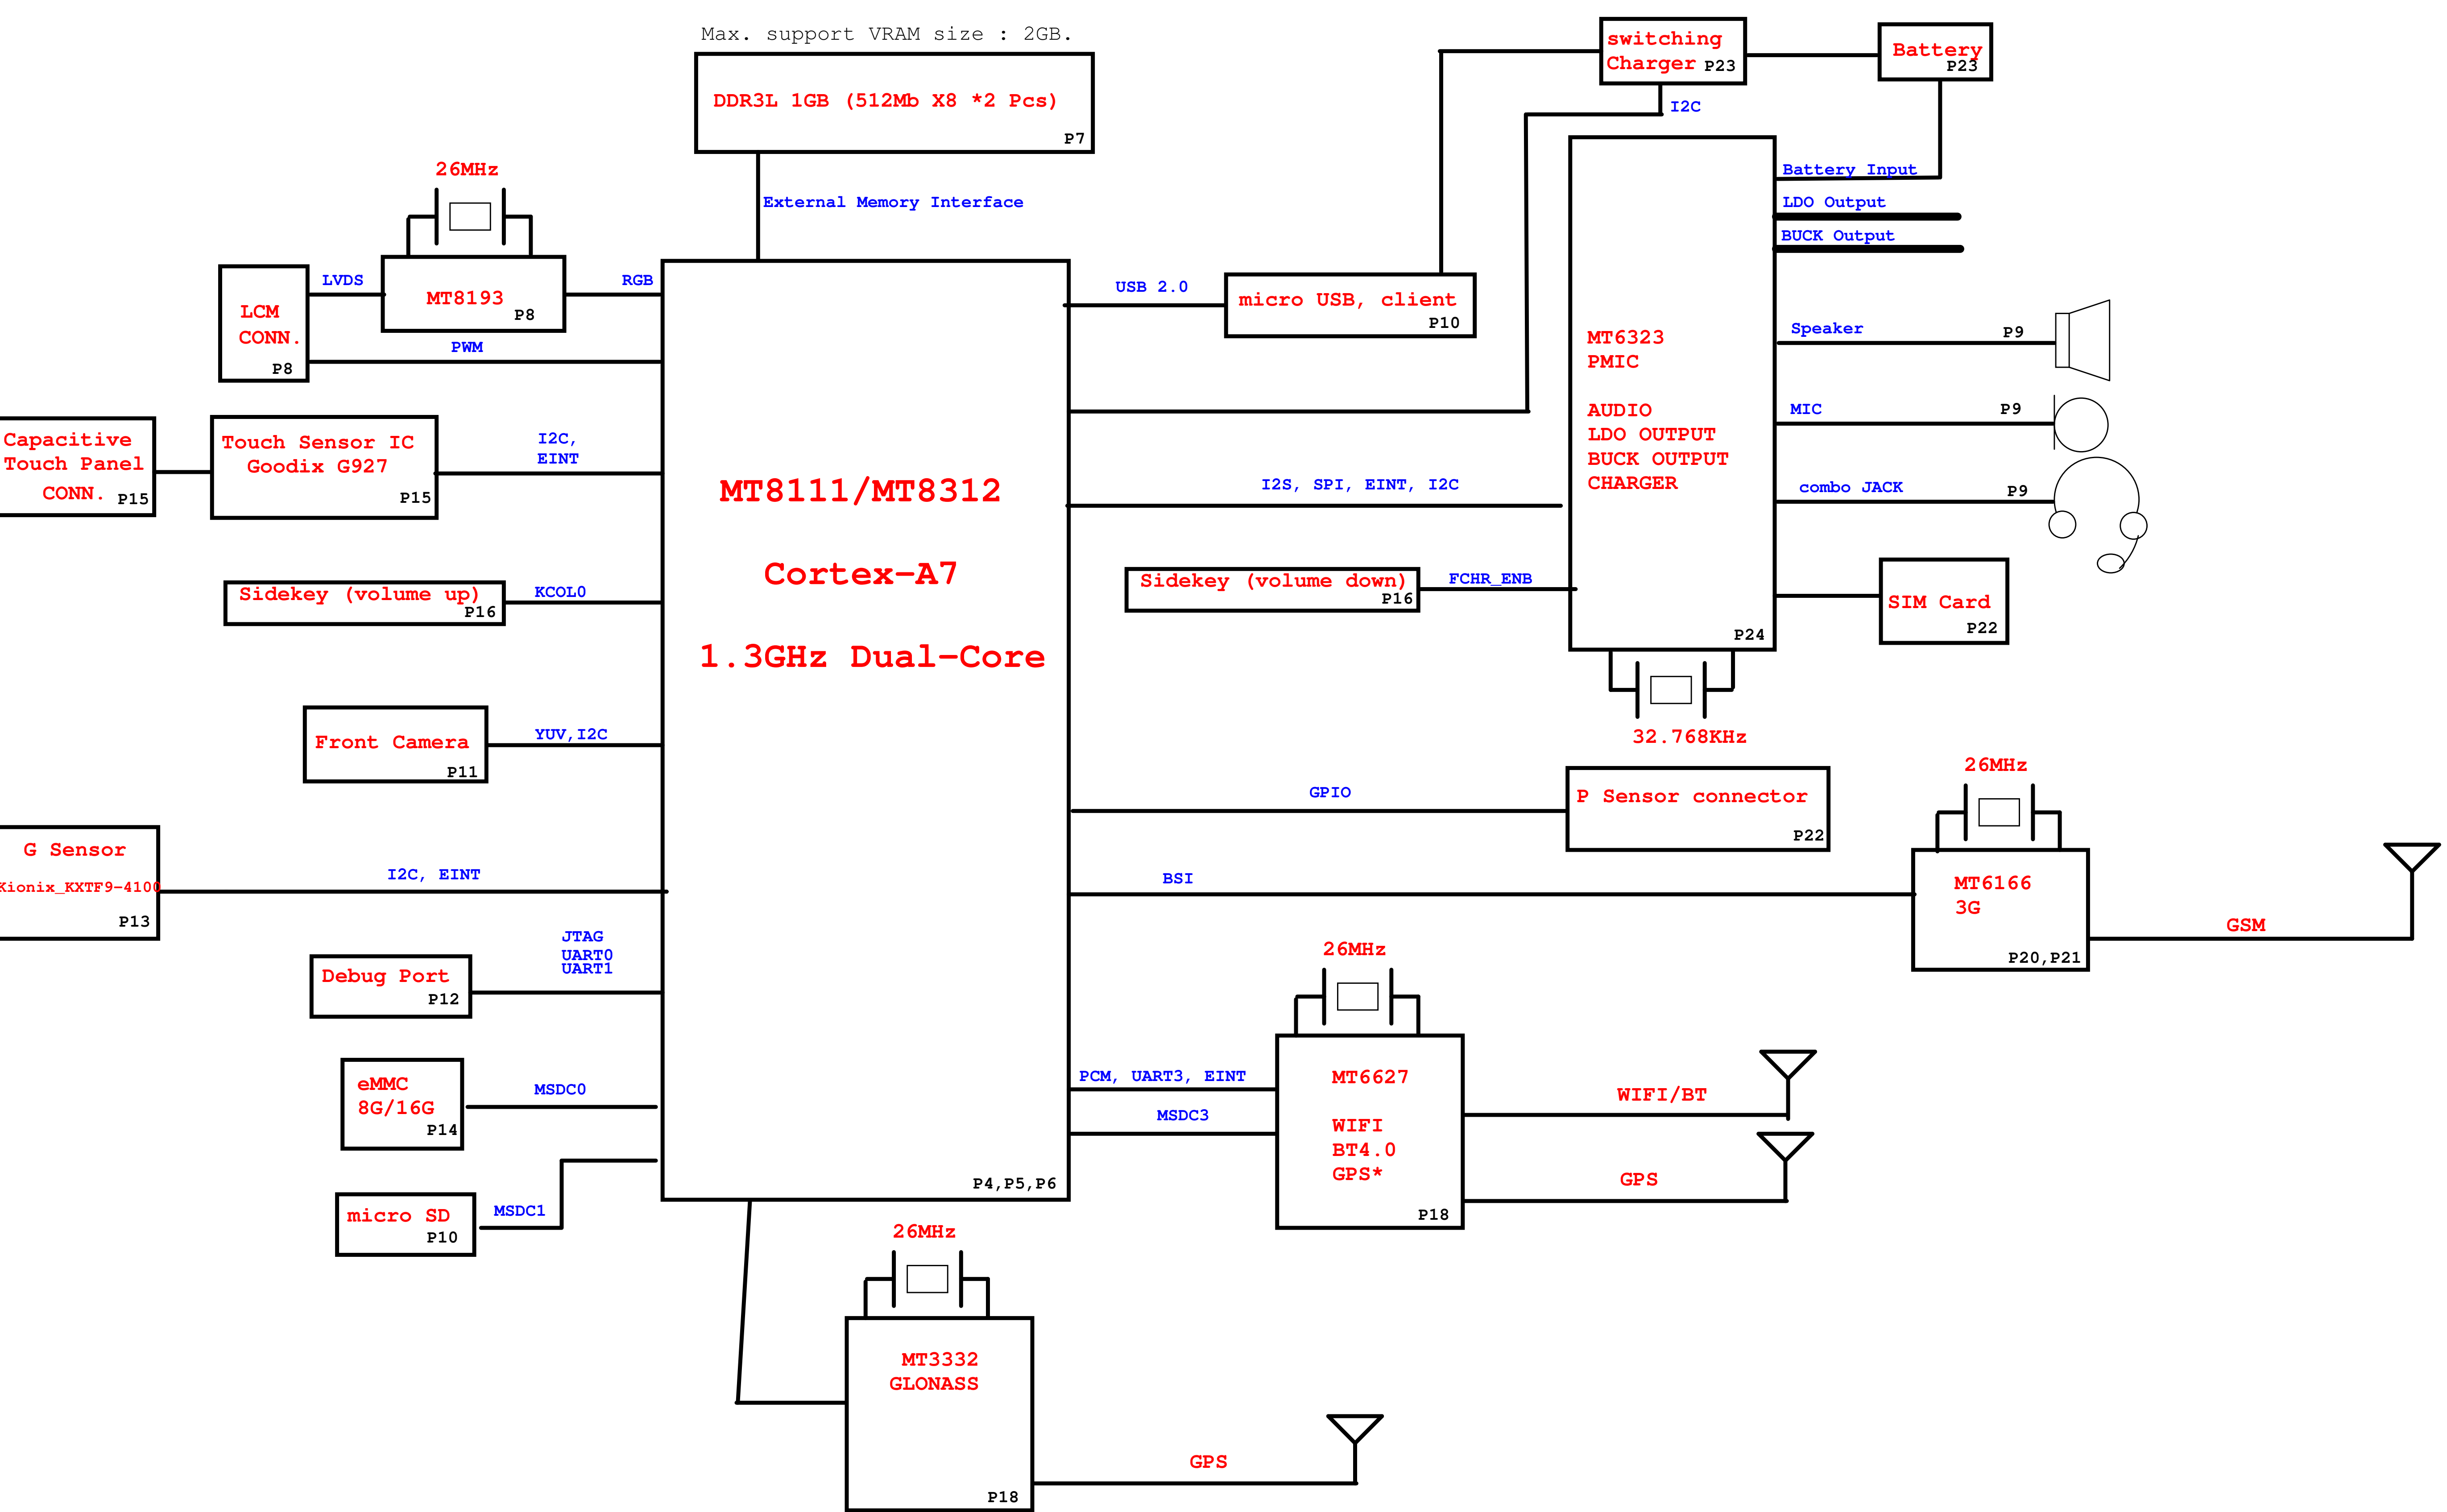 Max. support VRAM size : 2GB.
DDR3L 1GB (512Mb X8 *2 Pcs)
P7
External Memory Interface
switching
Charger P23
Battery
P23
I2C
26MHz
MT8193
P8
LVDS
RGB
LCM
CONN.
P8
PWM
Capacitive
Touch Panel
CONN. P15
Touch Sensor IC
Goodix G927
P15
I2C,
EINT
Sidekey (volume up)
P16
KCOL0
Front Camera
P11
YUV,I2C
G Sensor
Kionix_KXTF9-4100
P13
I2C, EINT
Debug Port
P12
JTAG
UART0
UART1
eMMC
8G/16G
P14
MSDC0
micro SD
P10
MSDC1
MT8111/MT8312
Cortex-A7
1.3GHz Dual-Core
P4,P5,P6
USB 2.0
micro USB, client
P10
I2S, SPI, EINT, I2C
Sidekey (volume down)
P16
FCHR_ENB
MT6323
PMIC
AUDIO
LDO OUTPUT
BUCK OUTPUT
CHARGER
P24
Battery Input
LDO Output
BUCK Output
Speaker
P9
MIC
P9
combo JACK
P9
SIM Card
P22
32.768KHz
GPIO
P Sensor connector
P22
BSI
26MHz
MT6166
3G
P20,P21
GSM
26MHz
PCM, UART3, EINT
MSDC3
MT6627
WIFI
BT4.0
GPS*
P18
WIFI/BT
GPS
26MHz
MT3332
GLONASS
P18
GPS